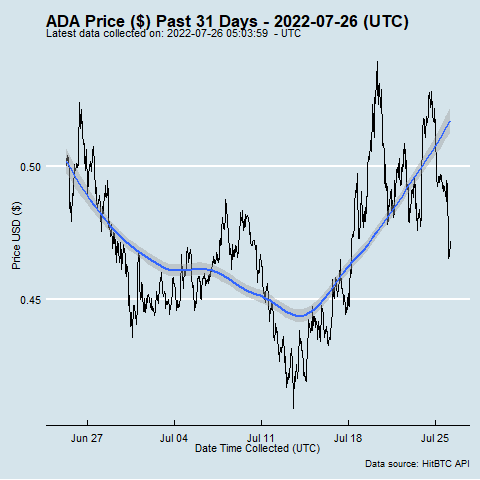 ADA Price ($) Past 31 Days - 2022-07-26 (UTC)
Latest data collected on: 2022-07-26 05:03:59 - UTC
0.50
Price USD ($)
0.45
Jun 27 Jul 04 Jul 11 Jul 18 Jul 25
Date Time Collected (UTC)
Data source: HitBTC API